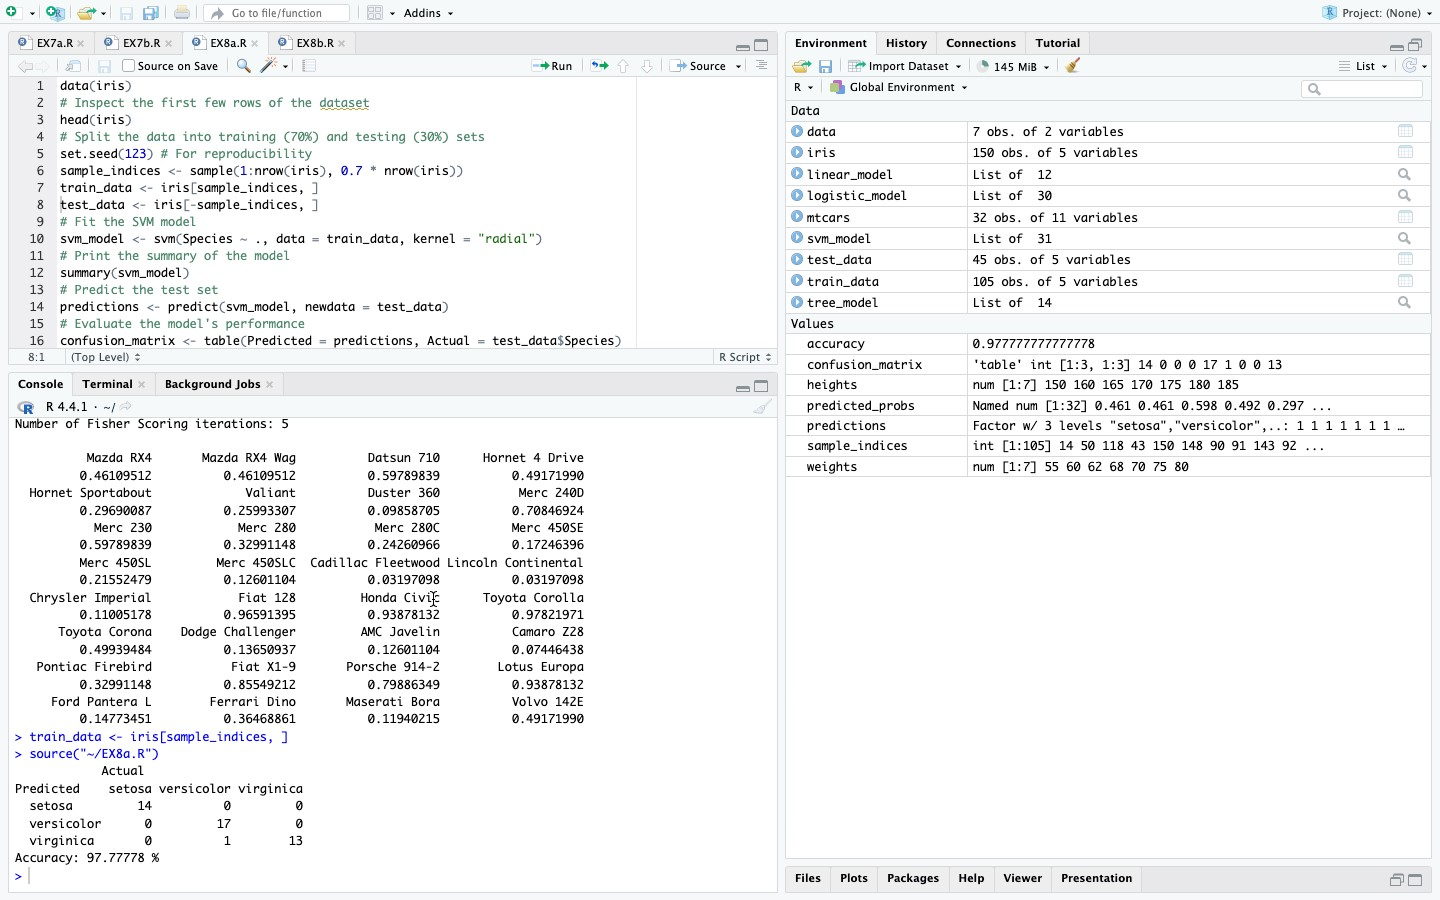 Go to file/function
Addins
Project: (None)
EX7a.R
EX7b.R
EX8a.R
EX8b.R
Source on Save
Run
Source
1 data(iris)
2 # Inspect the first few rows of the dataset
3 head(iris)
4 # Split the data into training (70%) and testing (30%) sets
5 set.seed(123) # For reproducibility
6 sample_indices <- sample(1:nrow(iris), 0.7 * nrow(iris))
7 train_data <- iris[sample_indices, ]
8 test_data <- iris[-sample_indices, ]
9 # Fit the SVM model
10 svm_model <- svm(Species ~ ., data = train_data, kernel = "radial")
11 # Print the summary of the model
12 summary(svm_model)
13 # Predict the test set
14 predictions <- predict(svm_model, newdata = test_data)
15 # Evaluate the model's performance
16 confusion_matrix <- table(Predicted = predictions, Actual = test_data$Species)
8:1 (Top Level) R Script
Console Terminal Background Jobs
R 4.4.1 · ~/
Number of Fisher Scoring iterations: 5
Mazda RX4 Mazda RX4 Wag Datsun 710 Hornet 4 Drive
0.46109512 0.46109512 0.59789839 0.49171990
Hornet Sportabout Valiant Duster 360 Merc 240D
0.29690087 0.25993307 0.09858705 0.70846924
Merc 230 Merc 280 Merc 280C Merc 450SE
0.59789839 0.32991148 0.24260966 0.17246396
Merc 450SL Merc 450SLC Cadillac Fleetwood Lincoln Continental
0.21552479 0.12601104 0.03197098 0.03197098
Chrysler Imperial Fiat 128 Honda Civic Toyota Corolla
0.11005178 0.96591395 0.93878132 0.97821971
Toyota Corona Dodge Challenger AMC Javelin Camaro Z28
0.49939484 0.13650937 0.12601104 0.07446438
Pontiac Firebird Fiat X1-9 Porsche 914-2 Lotus Europa
0.32991148 0.85549212 0.79886349 0.93878132
Ford Pantera L Ferrari Dino Maserati Bora Volvo 142E
0.14773451 0.36468861 0.11940215 0.49171990
> train_data <- iris[sample_indices, ]
> source("~/EX8a.R")
Actual
Predicted setosa versicolor virginica
setosa 14 0 0
versicolor 0 17 0
virginica 0 1 13
Accuracy: 97.77778 %
>
Environment History Connections Tutorial
Import Dataset 145 MiB List
R Global Environment
Data
data 7 obs. of 2 variables
iris 150 obs. of 5 variables
linear_model List of 12
logistic_model List of 30
mtcars 32 obs. of 11 variables
svm_model List of 31
test_data 45 obs. of 5 variables
train_data 105 obs. of 5 variables
tree_model List of 14
Values
accuracy 0.977777777777778
confusion_matrix 'table' int [1:3, 1:3] 14 0 0 0 17 1 0 0 13
heights num [1:7] 150 160 165 170 175 180 185
predicted_probs Named num [1:32] 0.461 0.461 0.598 0.492 0.297 ...
predictions Factor w/ 3 levels "setosa","versicolor",..: 1 1 1 1 1 1 1 …
sample_indices int [1:105] 14 50 118 43 150 148 90 91 143 92 ...
weights num [1:7] 55 60 62 68 70 75 80
Files Plots Packages Help Viewer Presentation